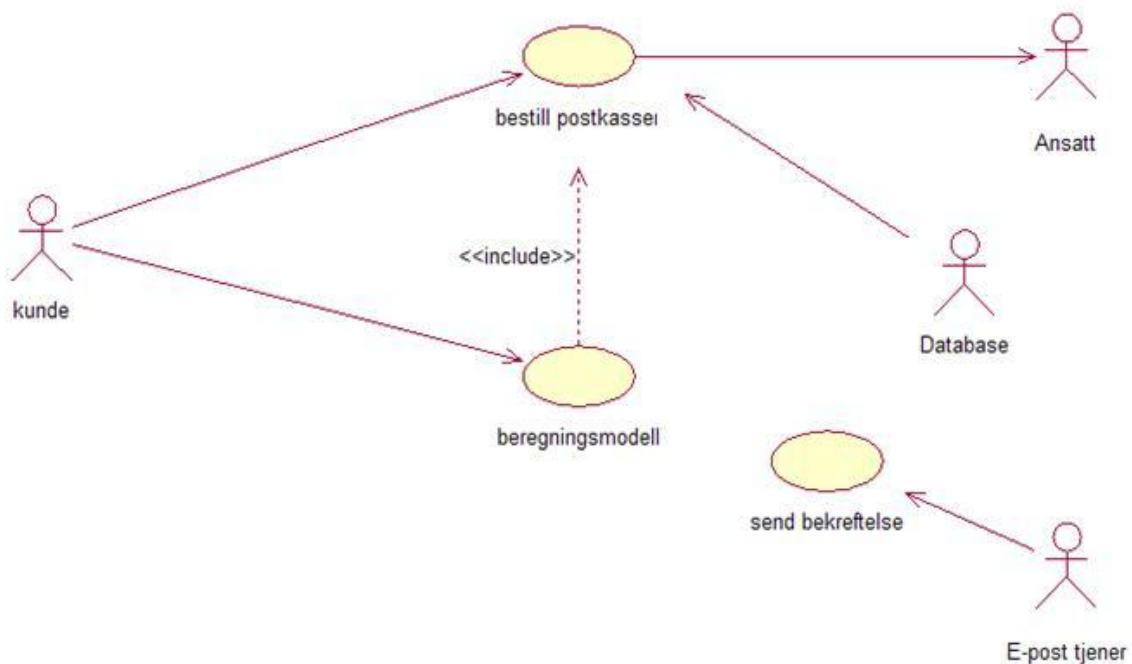 bestill postkasser
Ansatt
<<include>>
kunde
Database
beregningsmodell
send bekreftelse
E-post tjener